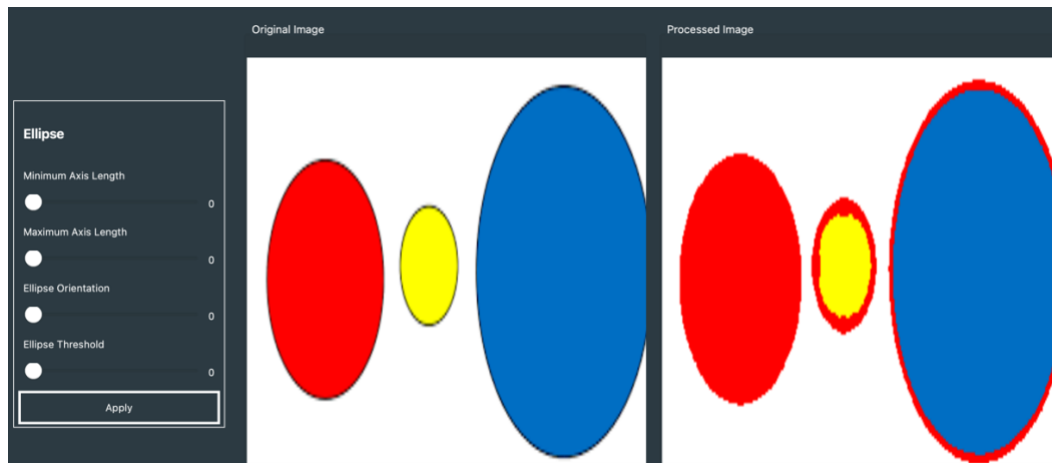 Original Image
Processed Image
Ellipse
Minimum Axis Length
0
Maximum Axis Length
0
Ellipse Orientation
0
Ellipse Threshold
0
Apply